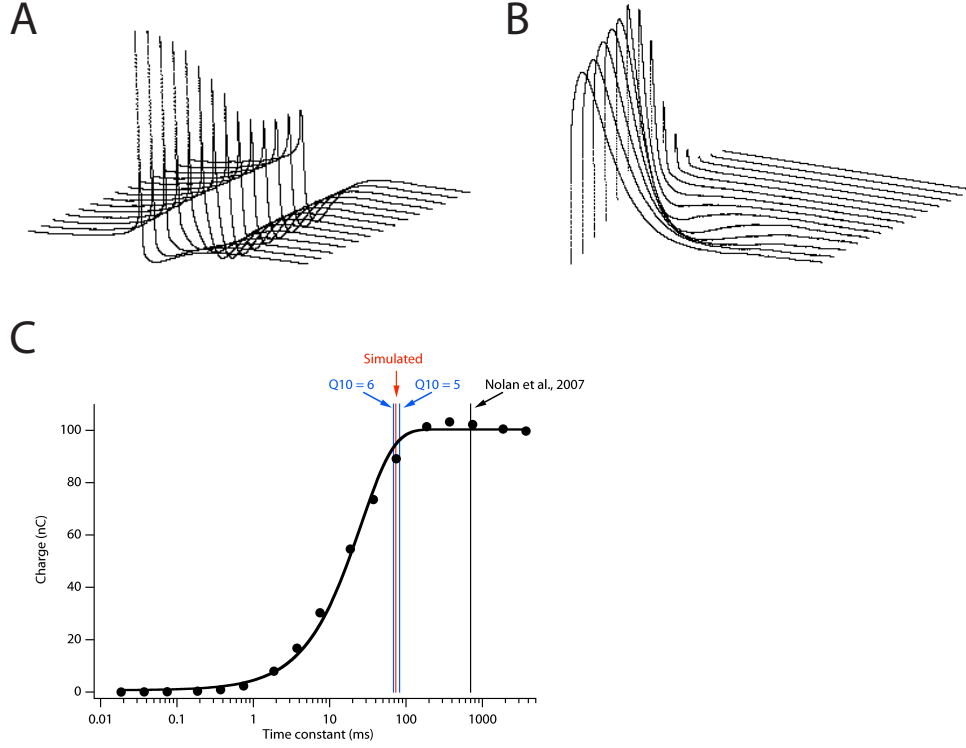 A
B
C
Simulated
Q10 = 6
Q10 = 5
Nolan et al., 2007
100
80
60
40
20
0
Charge (nC)
0.01
0.1
1
10
100
1000
Time constant (ms)